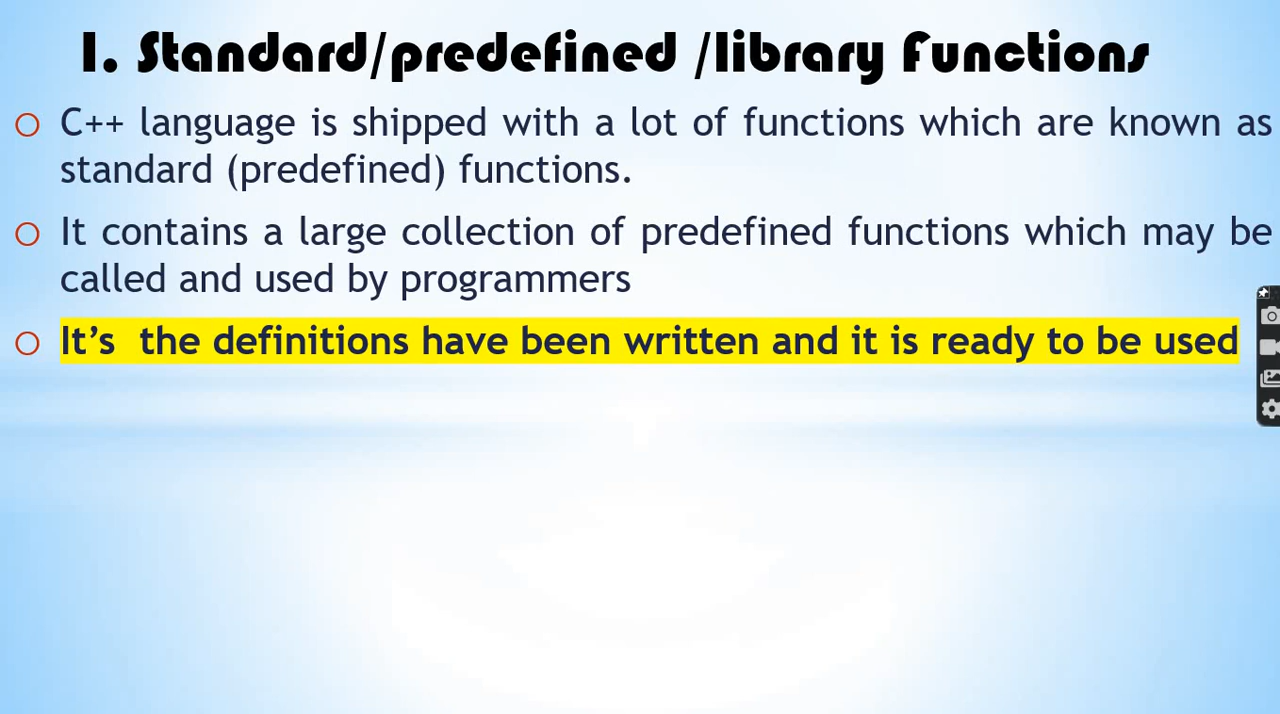 I. Standard/predefined /library Functions
C++ language is shipped with a lot of functions which are known as
standard (predefined) functions.
It contains a large collection of predefined functions which may be
called and used by programmers
It’s  the definitions have been written and it is ready to be used